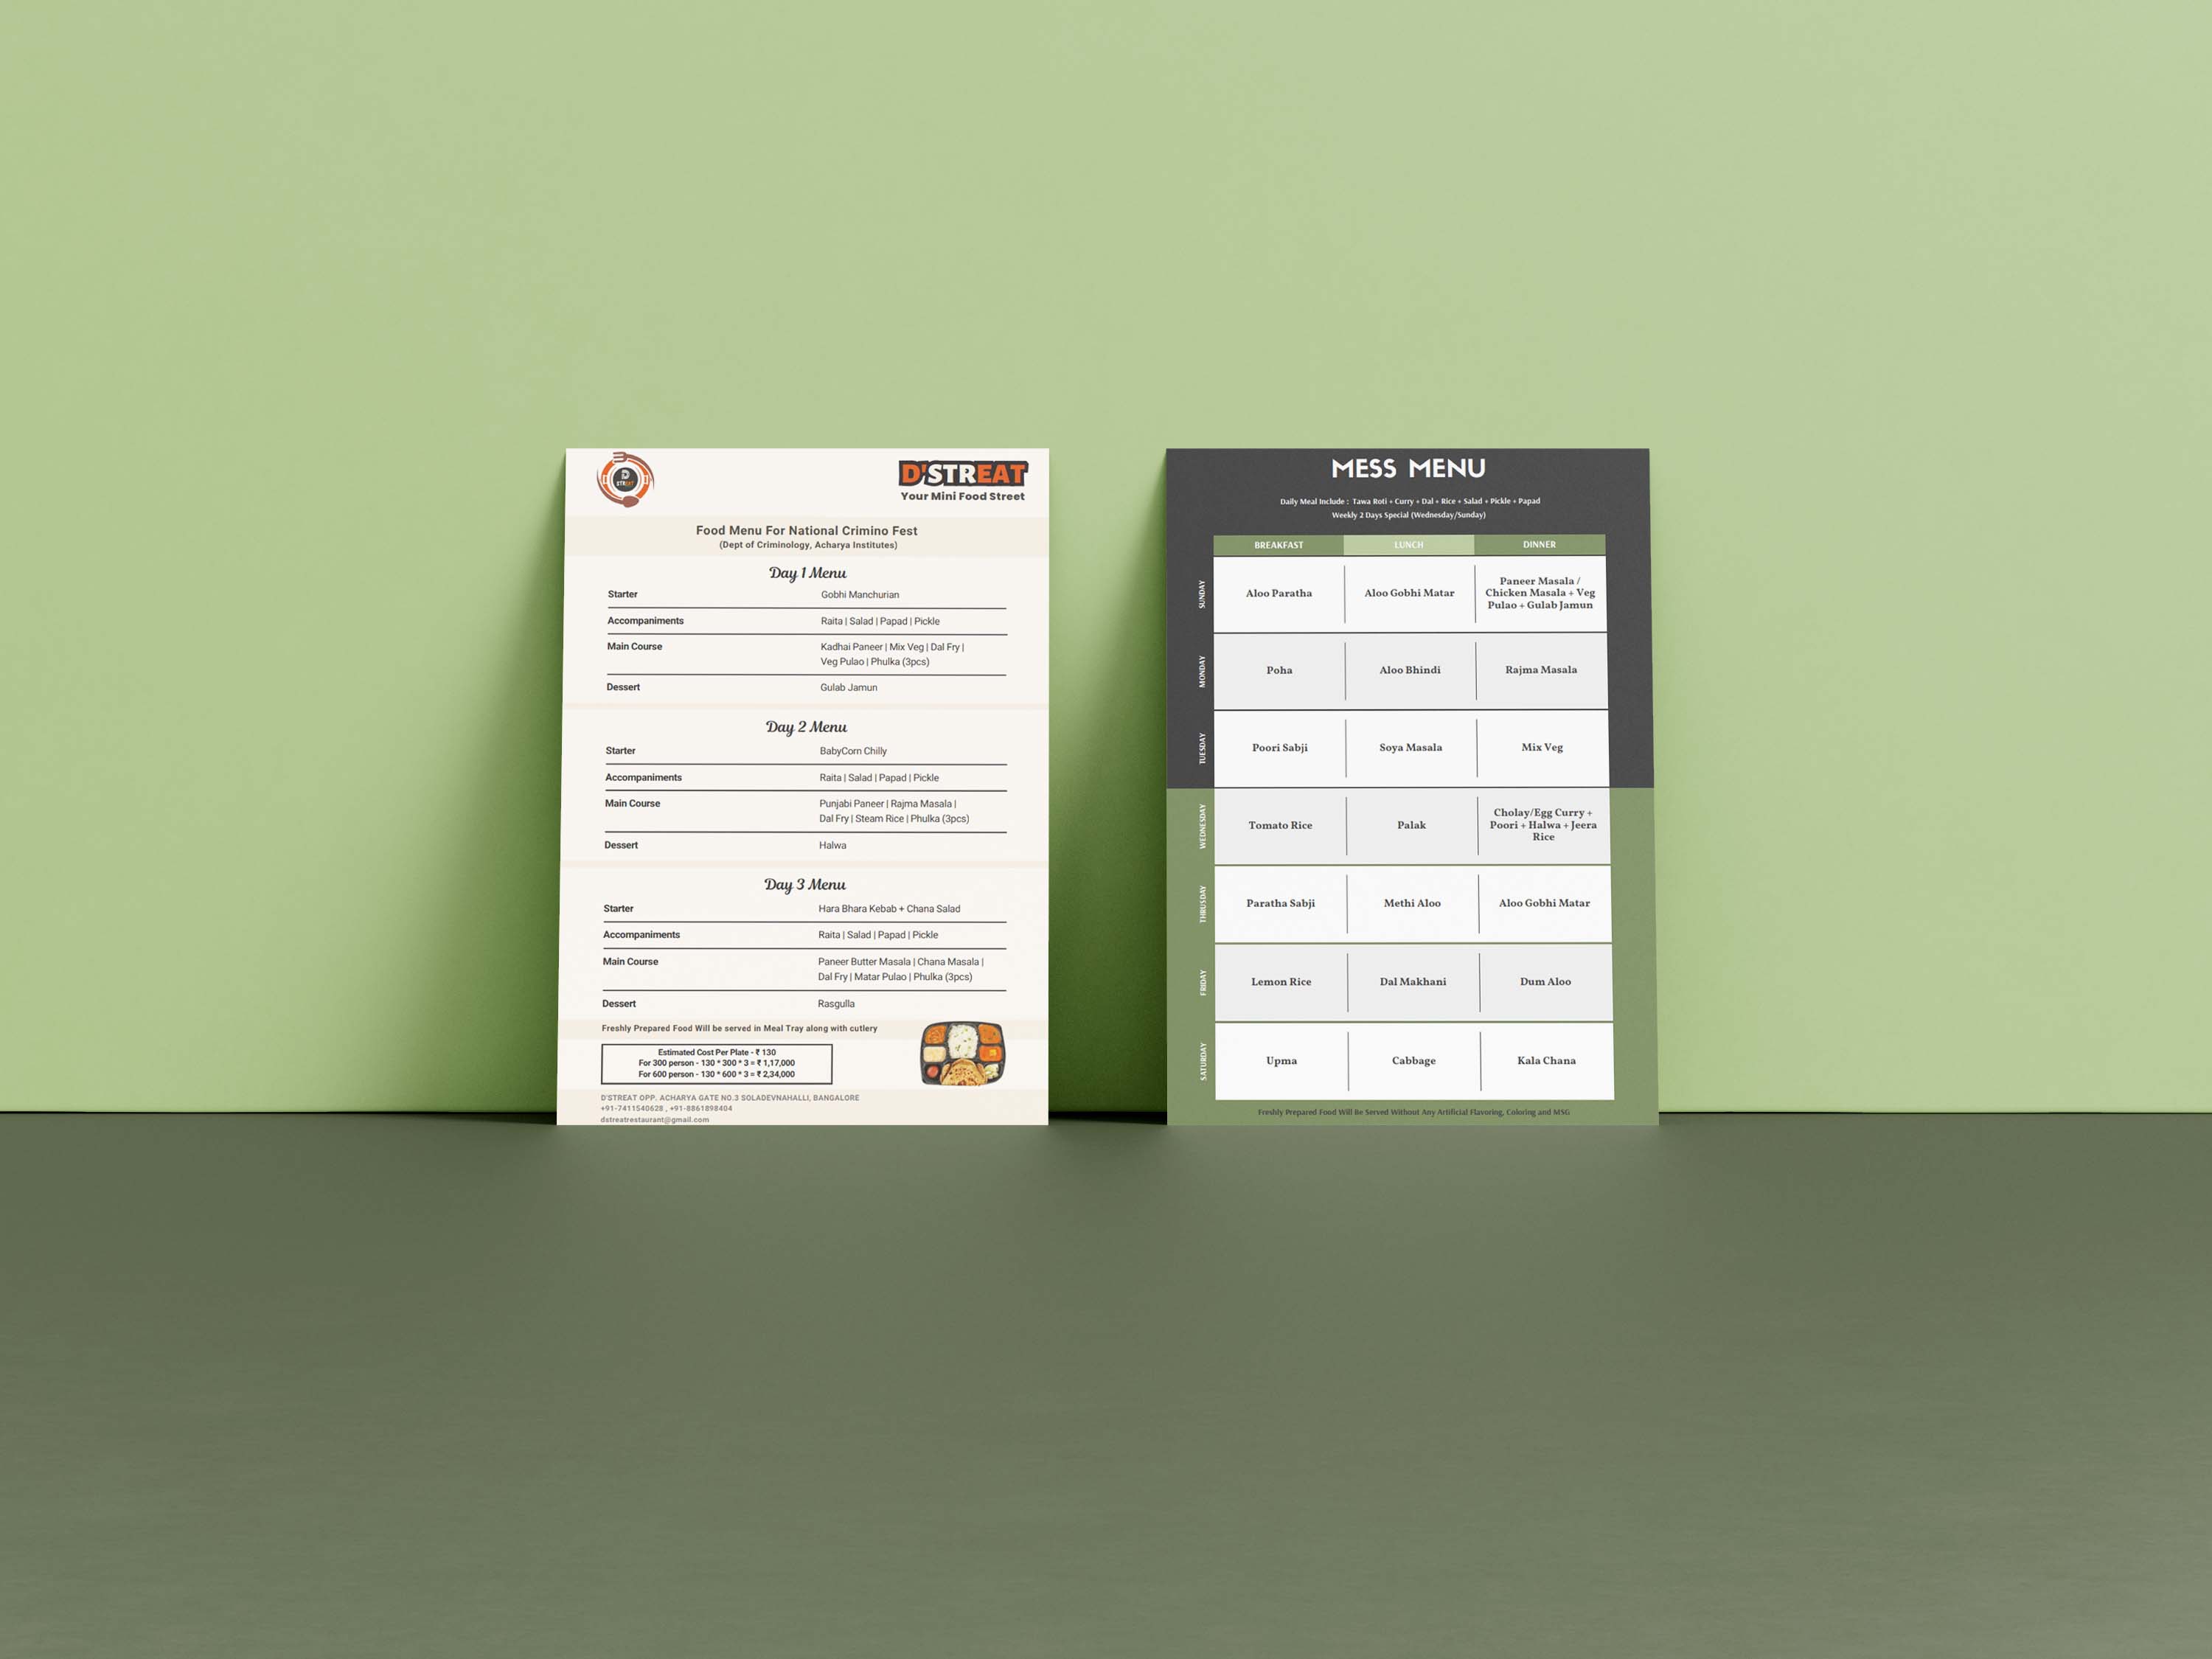 D
STREAT
D'STREAT
Your Mini Food Street
Food Menu For National Crimino Fest
(Dept of Criminology, Acharya Institutes)
Day 1 Menu
Starter Gobhi Manchurian
Accompaniments Raita | Salad | Papad | Pickle
Main Course Kadhai Paneer | Mix Veg | Dal Fry |
Veg Pulao | Phulka (3pcs)
Dessert Gulab Jamun
Day 2 Menu
Starter BabyCorn Chilly
Accompaniments Raita | Salad | Papad | Pickle
Main Course Punjabi Paneer | Rajma Masala |
Dal Fry | Steam Rice | Phulka (3pcs)
Dessert Halwa
Day 3 Menu
Starter Hara Bhara Kebab + Chana Salad
Accompaniments Raita | Salad | Papad | Pickle
Main Course Paneer Butter Masala | Chana Masala |
Dal Fry | Matar Pulao | Phulka (3pcs)
Dessert Rasgulla
Freshly Prepared Food Will be served in Meal Tray along with cutlery
Estimated Cost Per Plate - ₹ 130
For 300 person - 130 * 300 * 3 = ₹ 1,17,000
For 600 person - 130 * 600 * 3 = ₹ 2,34,000
D'STREAT OPP. ACHARYA GATE NO.3 SOLADEVNAHALLI, BANGALORE
+91-7411540628 , +91-8861898404
dstreatrestaurant@gmail.com
MESS MENU
Daily Meal Include : Tawa Roti + Curry + Dal + Rice + Salad + Pickle + Papad
Weekly 2 Days Special (Wednesday/Sunday)
BREAKFAST LUNCH DINNER
SUNDAY
Aloo Paratha
Aloo Gobhi Matar
Paneer Masala /
Chicken Masala + Veg
Pulao + Gulab Jamun
MONDAY
Poha
Aloo Bhindi
Rajma Masala
TUESDAY
Poori Sabji
Soya Masala
Mix Veg
WEDNESDAY
Tomato Rice
Palak
Cholay/Egg Curry +
Poori + Halwa + Jeera
Rice
THRUSDAY
Paratha Sabji
Methi Aloo
Aloo Gobhi Matar
FRIDAY
Lemon Rice
Dal Makhani
Dum Aloo
SATURDAY
Upma
Cabbage
Kala Chana
Freshly Prepared Food Will Be Served Without Any Artificial Flavoring, Coloring and MSG